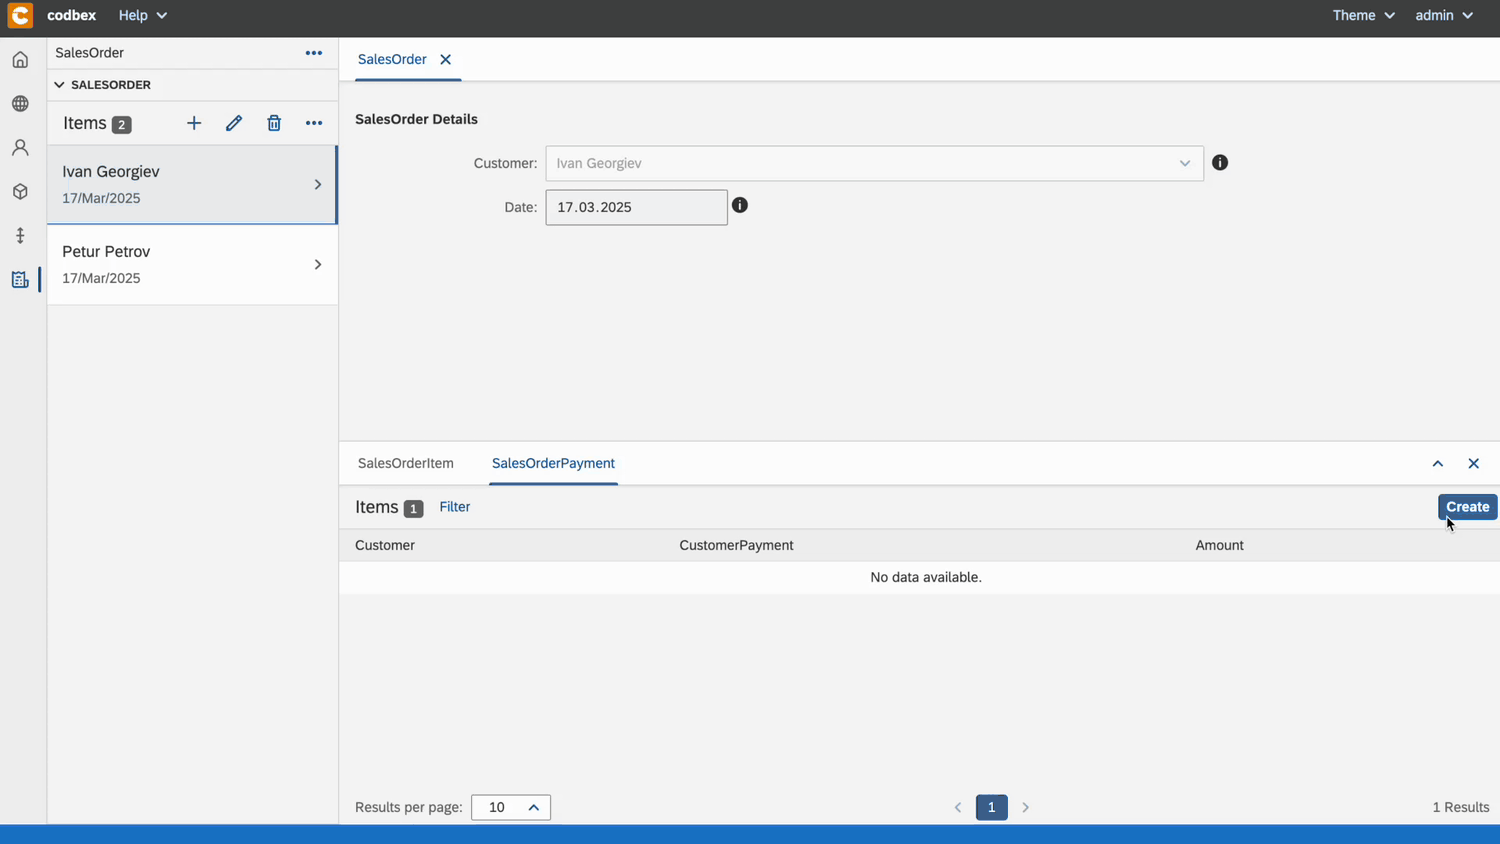 codbex Help Theme admin
SalesOrder
SALESORDER
Items 2
Ivan Georgiev
17/Mar/2025
Petur Petrov
17/Mar/2025
SalesOrder
SalesOrder Details
Customer: Ivan Georgiev
Date: 17.03.2025
SalesOrderItem SalesOrderPayment
Items 1 Filter Create
Customer CustomerPayment Amount
No data available.
Results per page: 10 1 1 Results